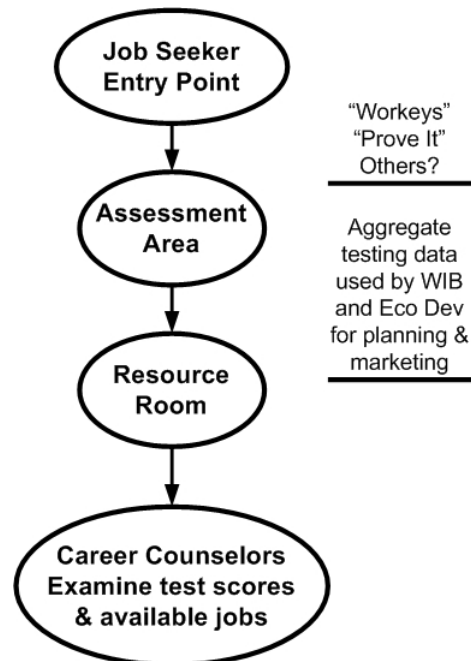 Job Seeker
Entry Point
“Workeys”
“Prove It”
Others?
Assessment
Area
Aggregate
testing data
used by WIB
and Eco Dev
for planning &
marketing
Resource
Room
Career Counselors
Examine test scores
& available jobs